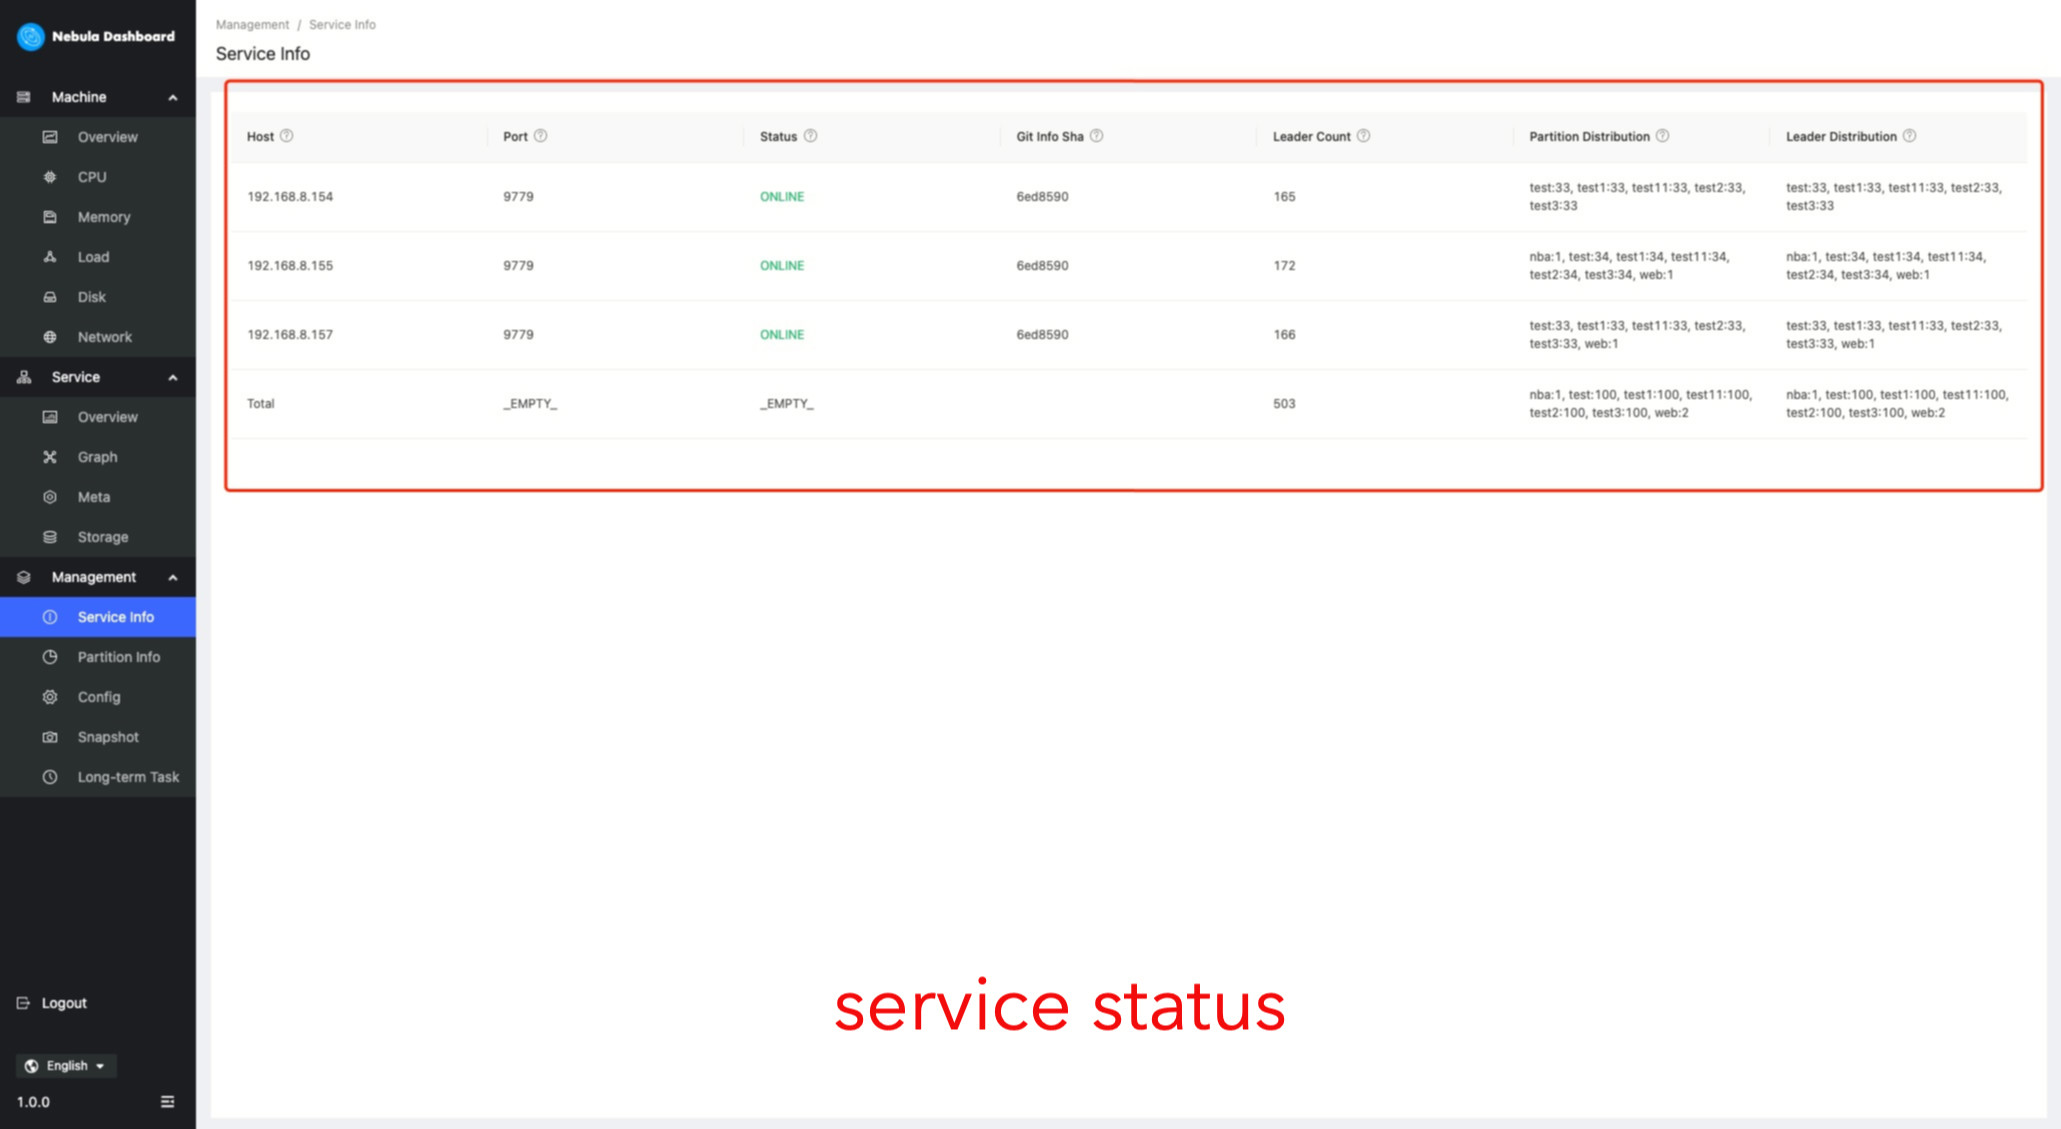 Nebula Dashboard
Machine
Overview
CPU
Memory
Load
Disk
Network
Service
Overview
Graph
Meta
Storage
Management
Service Info
Partition Info
Config
Snapshot
Long-term Task
Logout
English
1.0.0
Management / Service Info
Service Info
Host Port Status Git Info Sha Leader Count Partition Distribution Leader Distribution
192.168.8.154 9779 ONLINE 6ed8590 165 test:33, test1:33, test11:33, test2:33, test:33, test1:33, test11:33, test2:33,
test3:33 test3:33
192.168.8.155 9779 ONLINE 6ed8590 172 nba:1, test:34, test1:34, test11:34, nba:1, test:34, test1:34, test11:34,
test2:34, test3:34, web:1 test2:34, test3:34, web:1
192.168.8.157 9779 ONLINE 6ed8590 166 test:33, test1:33, test11:33, test2:33, test:33, test1:33, test11:33, test2:33,
test3:33, web:1 test3:33, web:1
Total _EMPTY_ _EMPTY_ 503 nba:1, test:100, test1:100, test11:100, nba:1, test:100, test1:100, test11:100,
test2:100, test3:100, web:2 test2:100, test3:100, web:2
service status